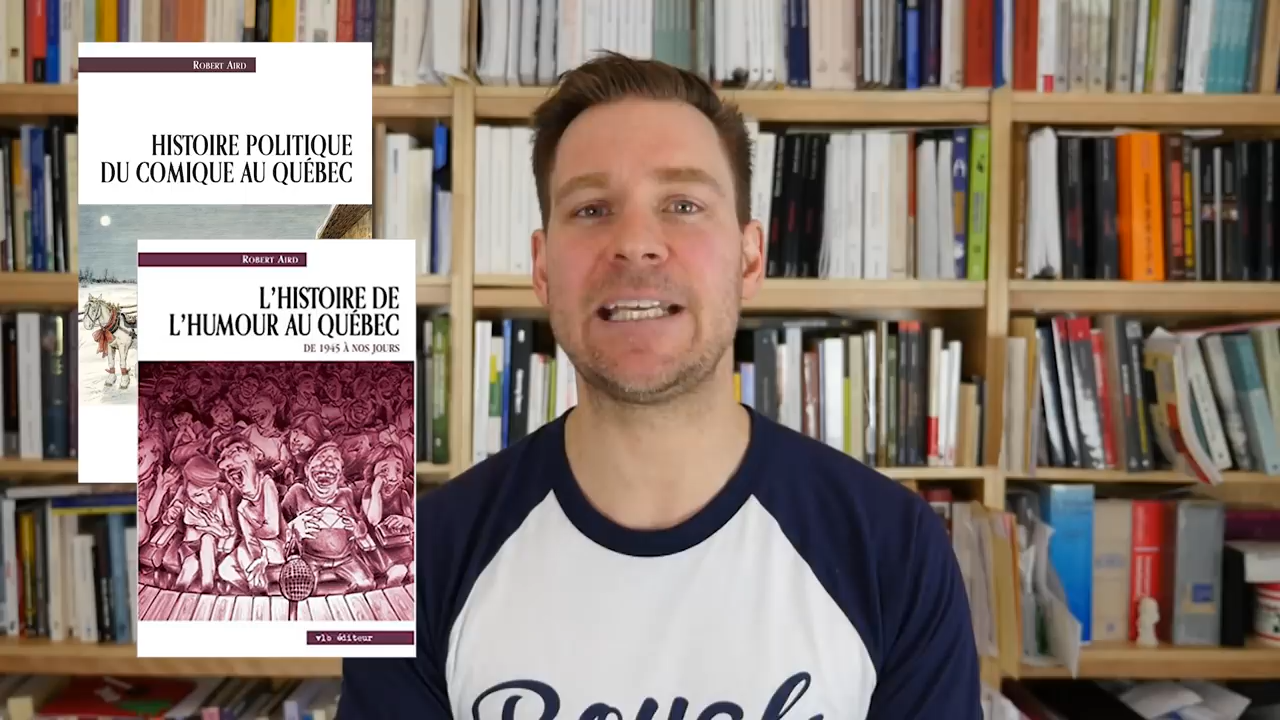 ROBERT AIRD
HISTOIRE POLITIQUE
DU COMIQUE AU QUÉBEC
ROBERT AIRD
L'HISTOIRE DE
L'HUMOUR AU QUÉBEC
DE 1945 À NOS JOURS
vlb éditeur
Royals